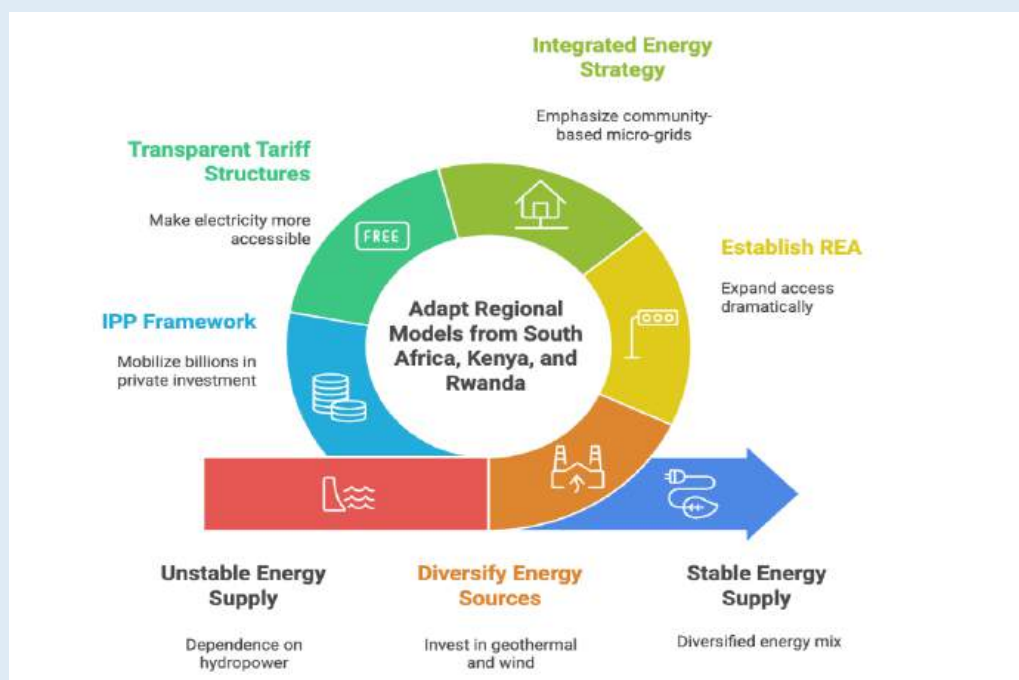 Integrated Energy
Strategy
Emphasize community-
based micro-grids
Transparent Tariff
Structures
Make electricity more
accessible
FREE
Establish REA
Expand access
dramatically
IPP Framework
Mobilize billions in
private investment
Adapt Regional
Models from South
Africa, Kenya, and
Rwanda
Unstable Energy
Supply
Dependence on
hydropower
Diversify Energy
Sources
Invest in geothermal
and wind
Stable Energy
Supply
Diversified energy mix